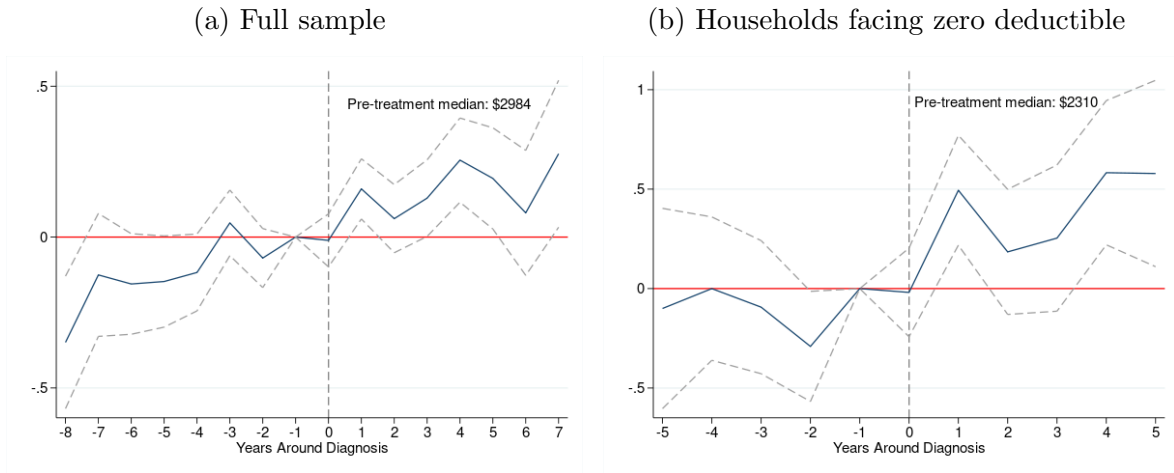 (a) Full sample
(b) Households facing zero deductible
.5
0
-.5
Pre-treatment median: $2984
-8 -7 -6 -5 -4 -3 -2 -1 0 1 2 3 4 5 6 7
Years Around Diagnosis
1
.5
0
-.5
Pre-treatment median: $2310
-5 -4 -3 -2 -1 0 1 2 3 4 5
Years Around Diagnosis